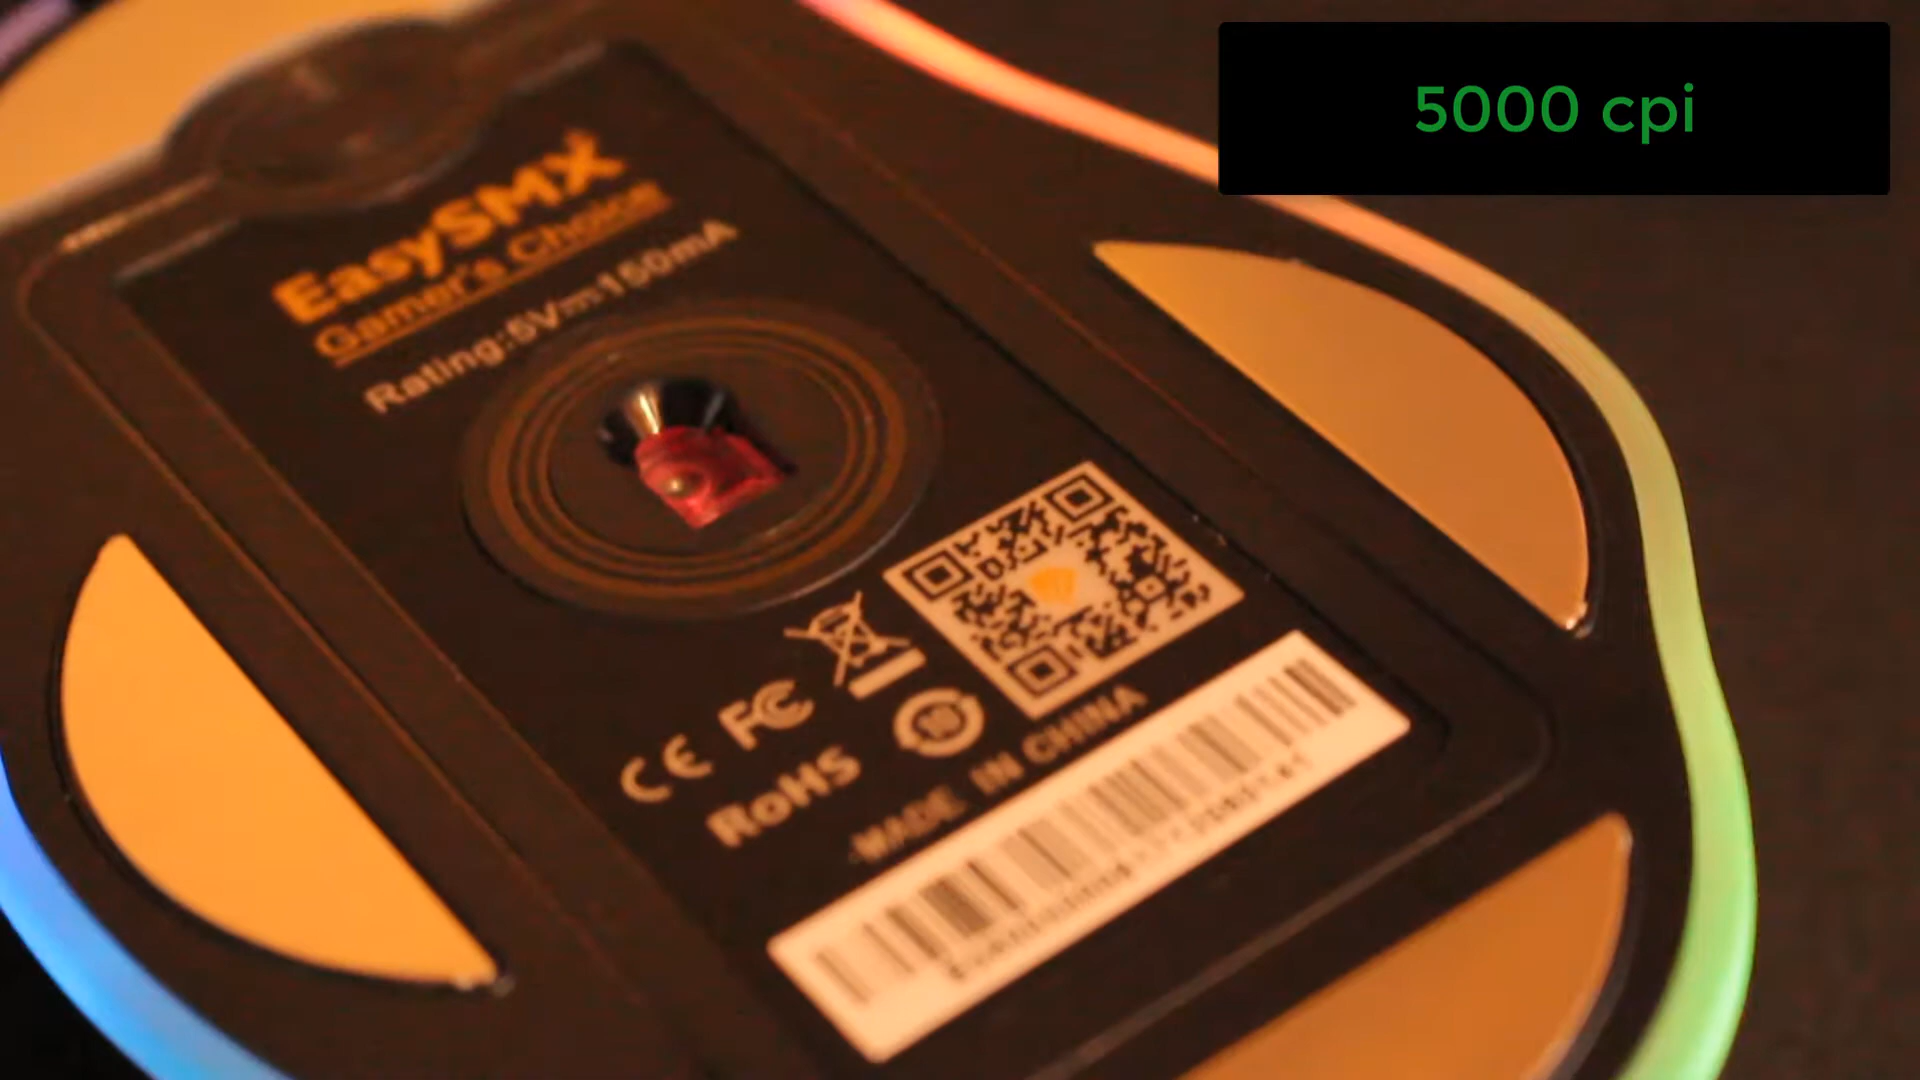 5000 cpi
EasySMX
Gamer's Choice
Rating:5V⎓150mA
CE FC
RoHS
-MADE IN CHINA